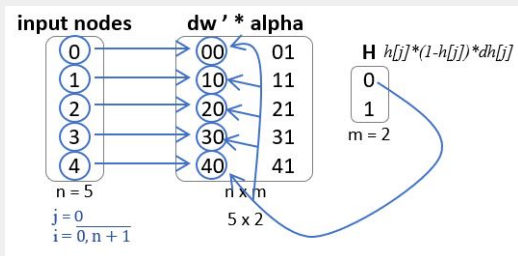 input nodes
0
1
2
3
4
n = 5
j = 0
i = 0, n + 1
dw ' * alpha
00 01
10 11
20 21
30 31
40 41
n x m
5 x 2
H h[j]*(1-h[j])*dh[j]
0
1
m = 2